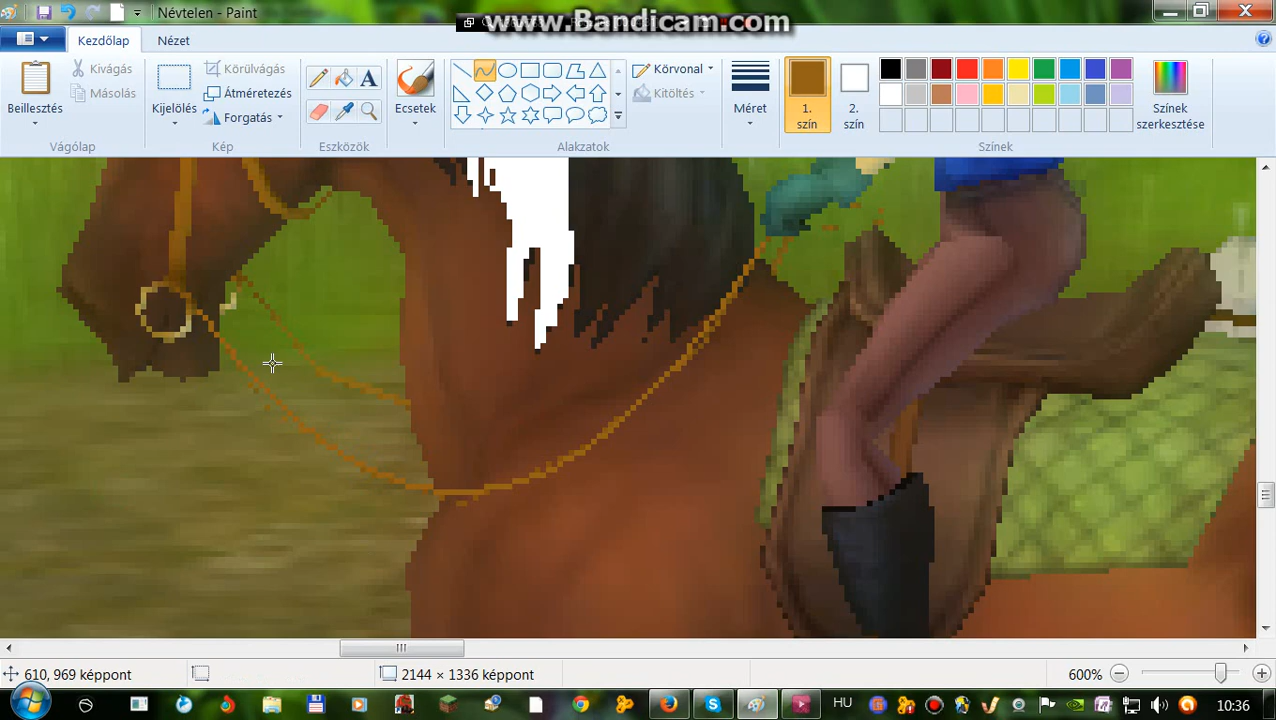 Névtelen - Paint
www.Bandicam.com
Kezdőlap Nézet
Beillesztés
Kivágás
Másolás
Kijelölés
Körülvágás
Átméretezés
Forgatás
A
Ecsetek
Körvonal
Kitöltés
Méret
1. szín
2. szín
Színek szerkesztése
Vágólap Kép Eszközök Alakzatok Színek
610, 969 képpont 2144 × 1336 képpont 600%
HU 10:36